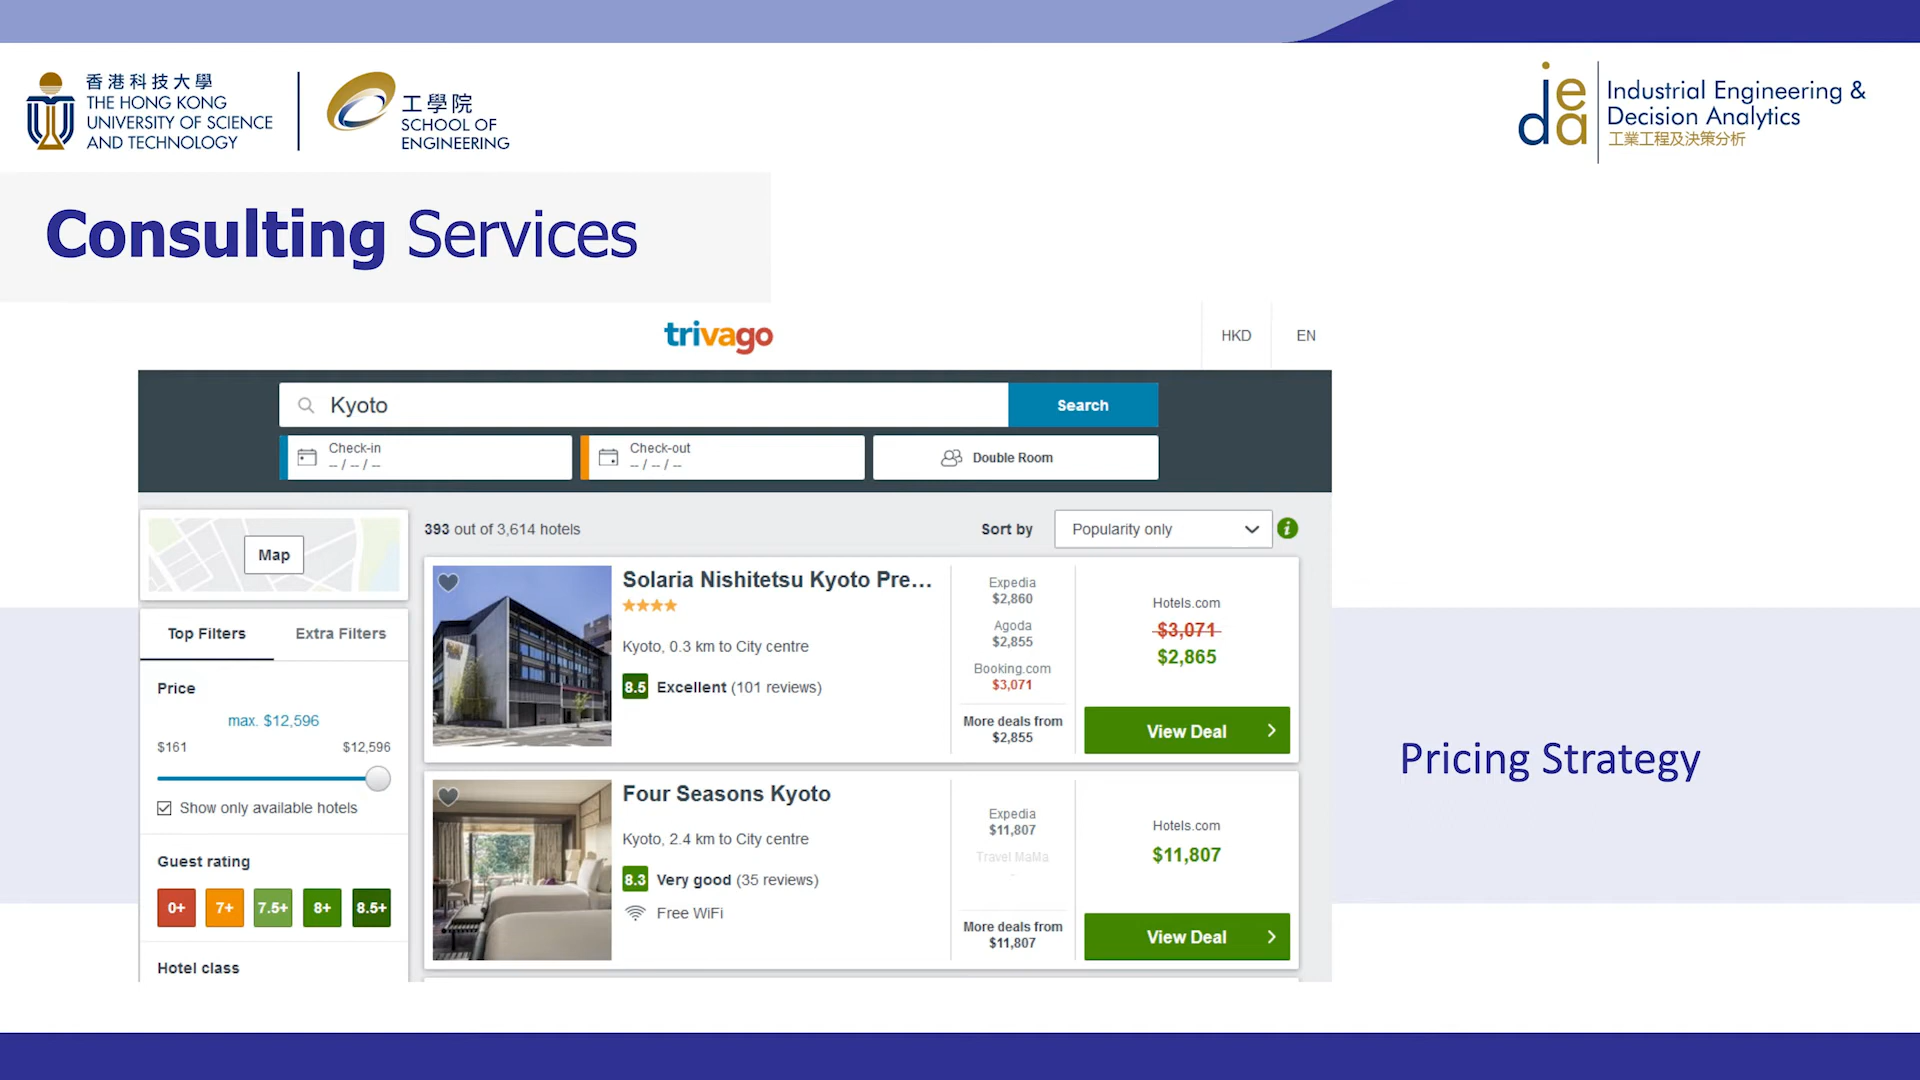 香港科技大學
THE HONG KONG
UNIVERSITY OF SCIENCE
AND TECHNOLOGY
工學院
SCHOOL OF
ENGINEERING
ieda
Industrial Engineering &
Decision Analytics
工業工程及決策分析
Consulting Services
trivago
HKD
EN
Kyoto
Search
Check-in
-- / -- / --
Check-out
-- / -- / --
Double Room
Map
393 out of 3,614 hotels
Sort by
Popularity only
i
Top Filters
Extra Filters
Price
max. $12,596
$161
$12,596
Show only available hotels
Guest rating
0+
7+
7.5+
8+
8.5+
Hotel class
Solaria Nishitetsu Kyoto Pre...
Kyoto, 0.3 km to City centre
8.5 Excellent (101 reviews)
Expedia
$2,860
Agoda
$2,855
Booking.com
$3,071
More deals from
$2,855
Hotels.com
$3,071
$2,865
View Deal
Four Seasons Kyoto
Kyoto, 2.4 km to City centre
8.3 Very good (35 reviews)
Free WiFi
Expedia
$11,807
Travel MaMa
-
More deals from
$11,807
Hotels.com
$11,807
View Deal
Pricing Strategy